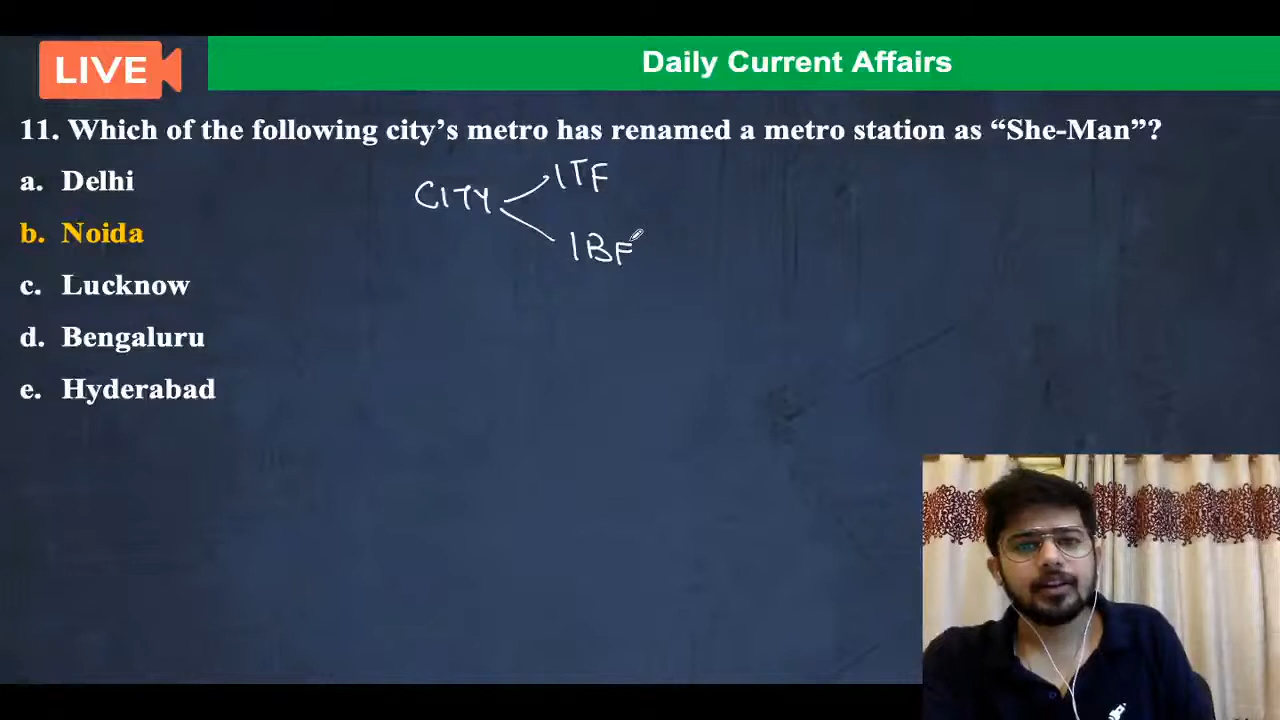 LIVE
Daily Current Affairs
11. Which of the following city’s metro has renamed a metro station as “She-Man”?
a. Delhi
b. Noida
c. Lucknow
d. Bengaluru
e. Hyderabad
CITY
ITF
IBF